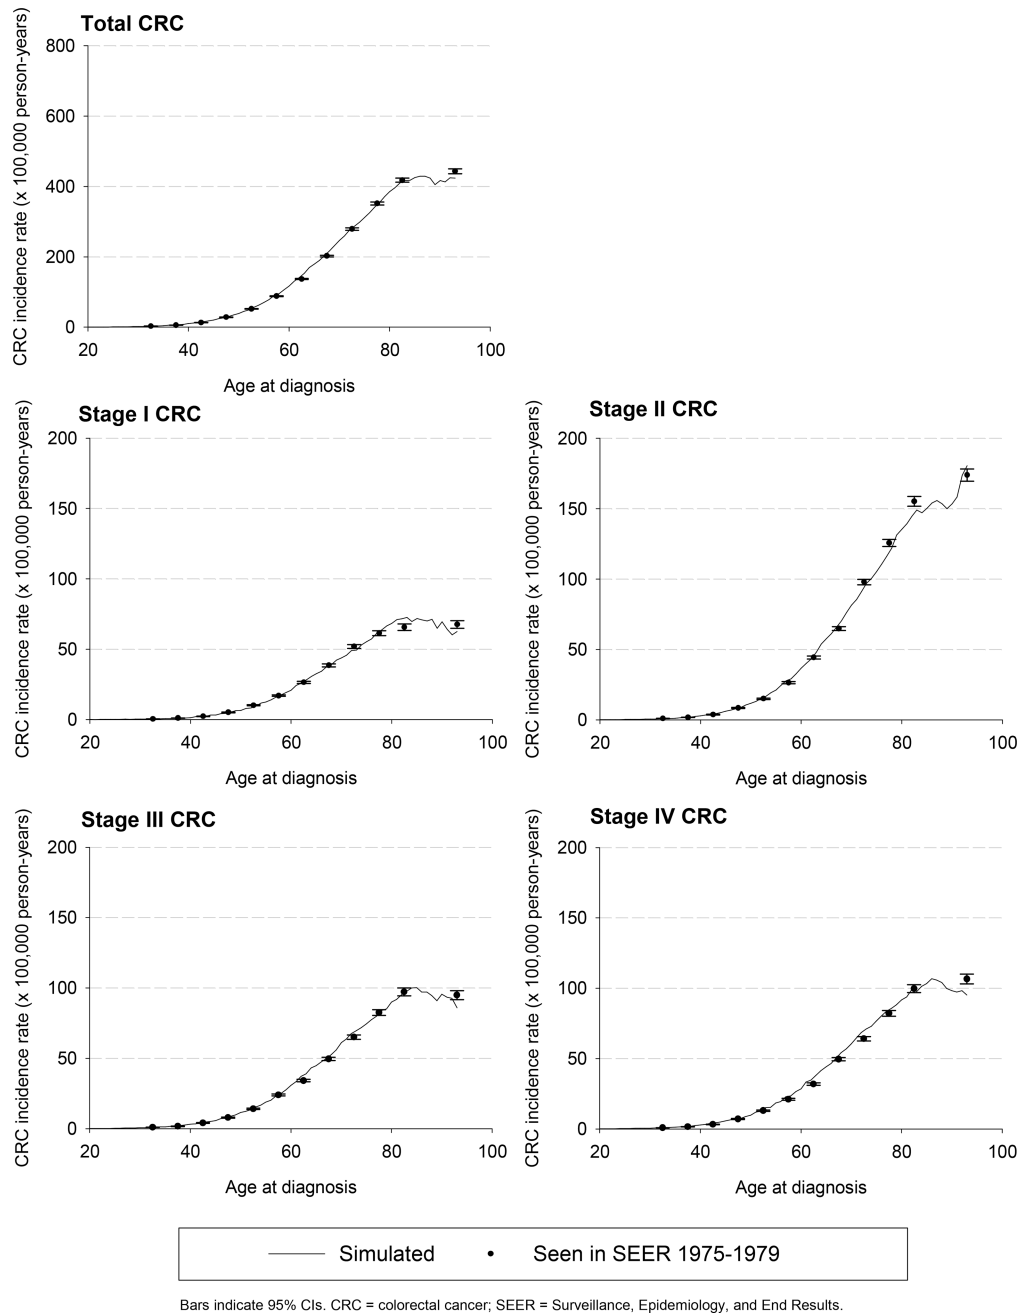 Total CRC
CRC incidence rate (x 100,000 person-years)
800
600
400
200
0
20 40 60 80 100
Age at diagnosis
Stage I CRC
CRC incidence rate (x 100,000 person-years)
200
150
100
50
0
20 40 60 80 100
Age at diagnosis
Stage II CRC
CRC incidence rate (x 100,000 person-years)
200
150
100
50
0
20 40 60 80 100
Age at diagnosis
Stage III CRC
CRC incidence rate (x 100,000 person-years)
200
150
100
50
0
20 40 60 80 100
Age at diagnosis
Stage IV CRC
CRC incidence rate (x 100,000 person-years)
200
150
100
50
0
20 40 60 80 100
Age at diagnosis
Simulated Seen in SEER 1975-1979
Bars indicate 95% CIs. CRC = colorectal cancer; SEER = Surveillance, Epidemiology, and End Results.